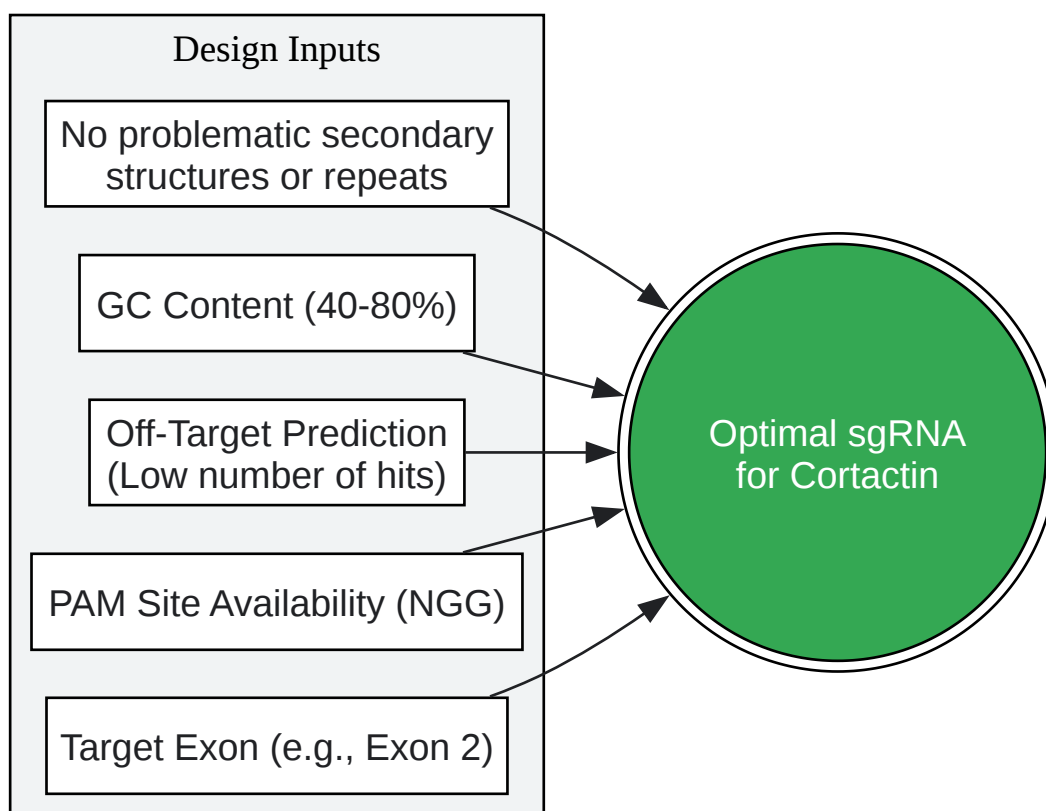 Design Inputs
No problematic secondary
structures or repeats
GC Content (40-80%)
Off-Target Prediction
(Low number of hits)
PAM Site Availability (NGG)
Target Exon (e.g., Exon 2)
Optimal sgRNA
for Cortactin